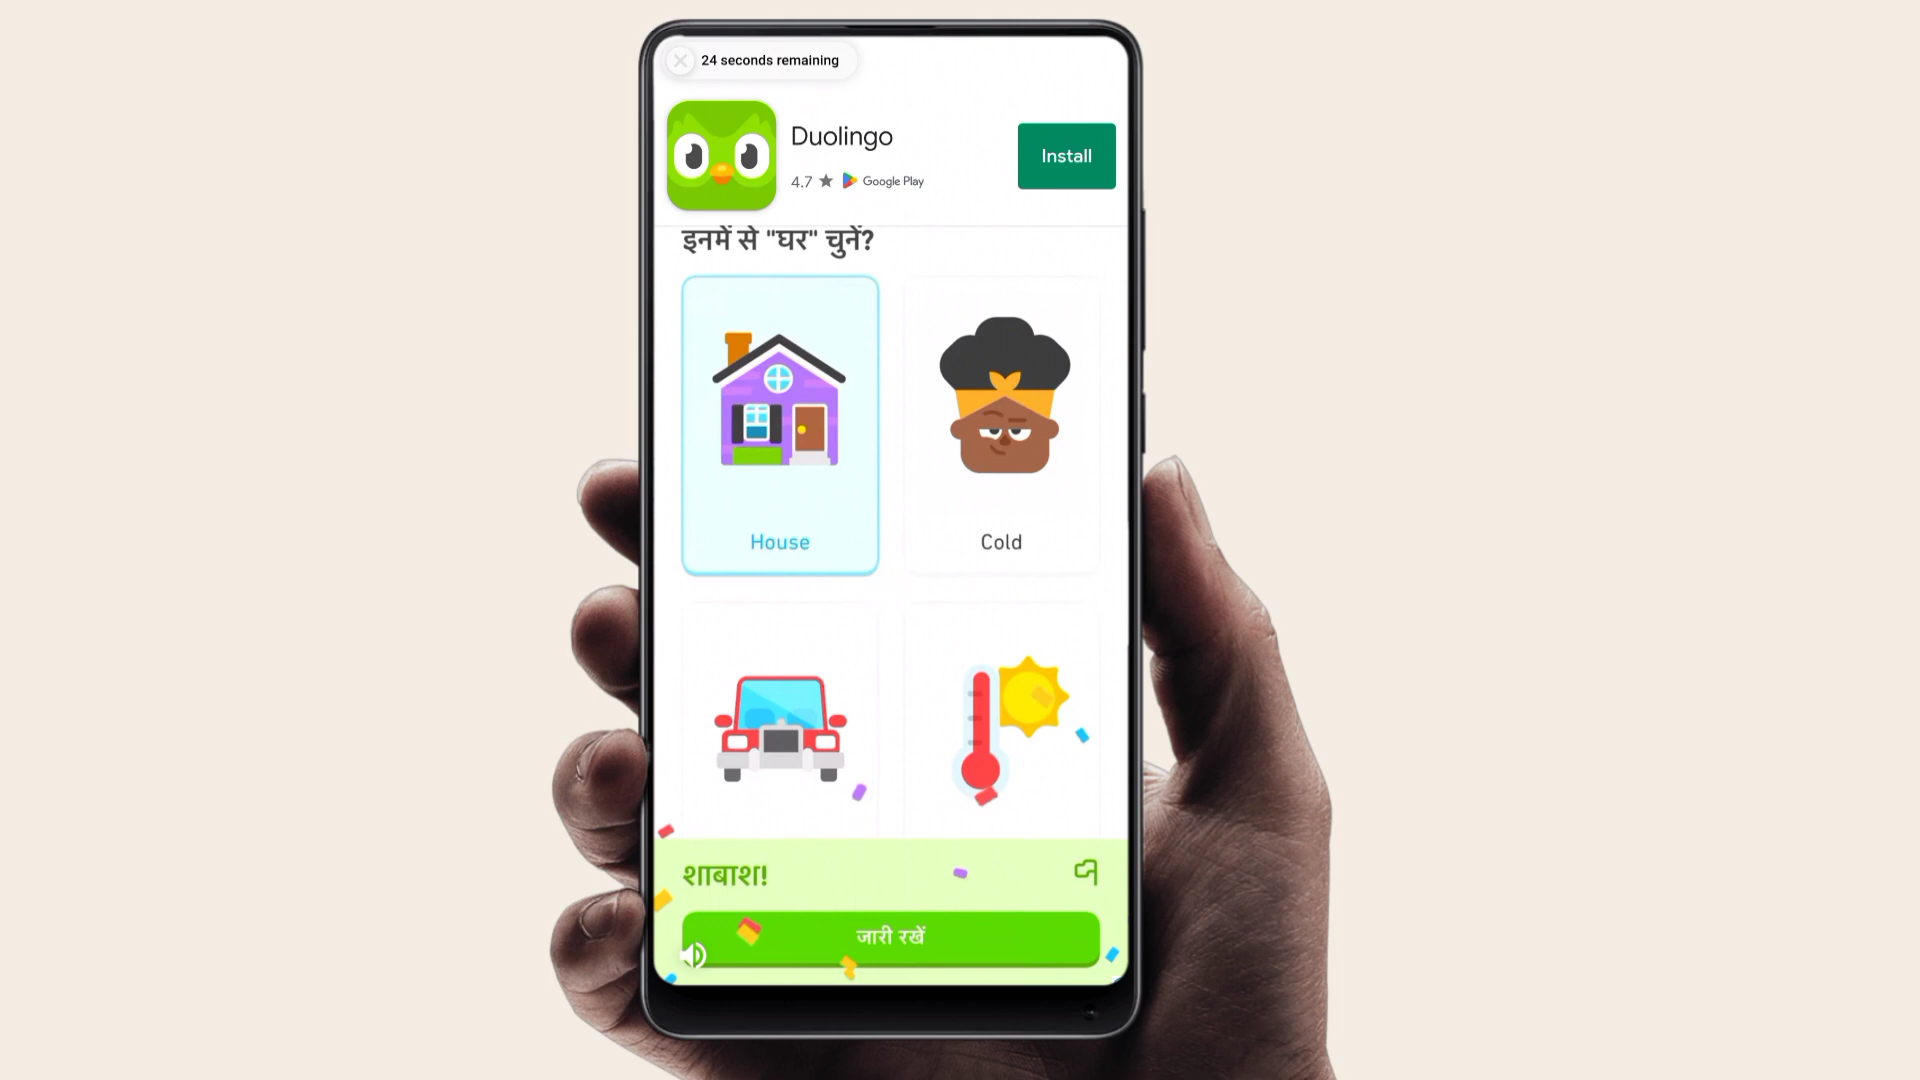 24 seconds remaining
Duolingo
4.7 ★ Google Play
Install
इनमें से "घर" चुनें?
House
Cold
शाबाश!
जारी रखें